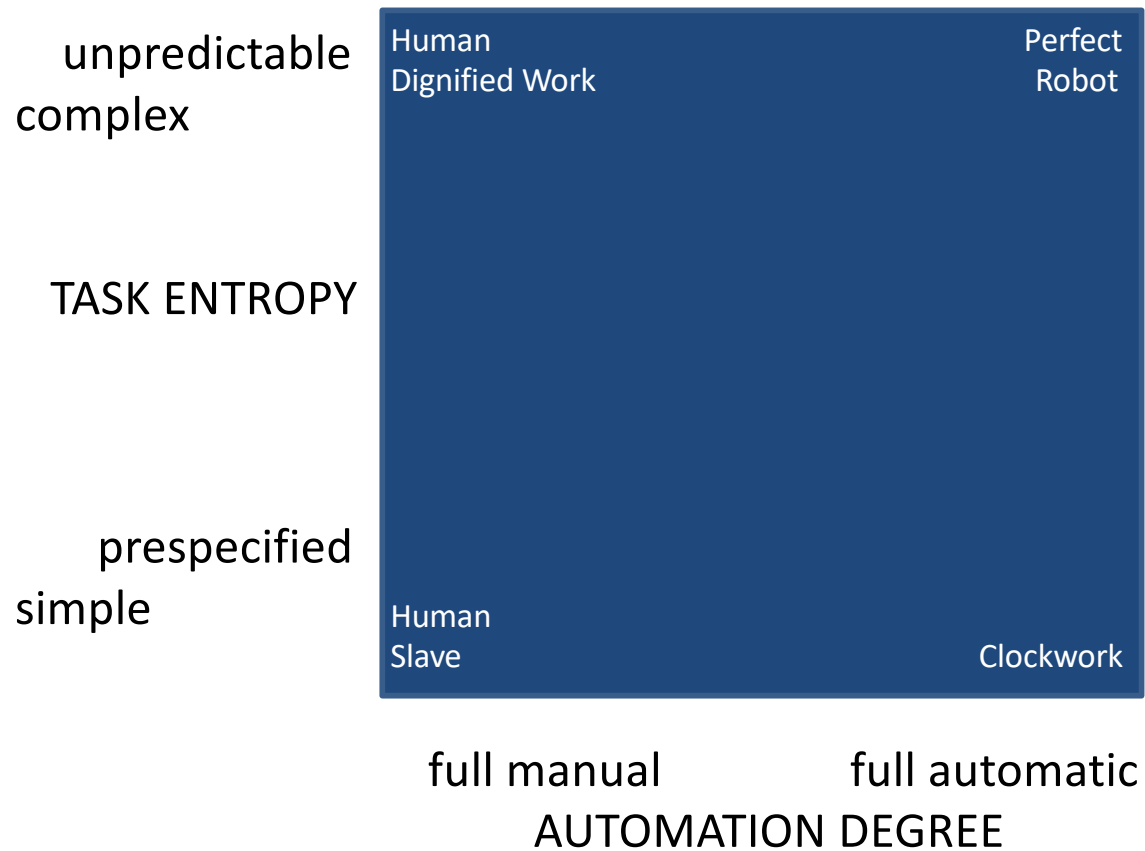 unpredictable
complex
Human
Dignified Work
Perfect
Robot
TASK ENTROPY
prespecified
simple
Human
Slave
Clockwork
full manual
full automatic
AUTOMATION DEGREE